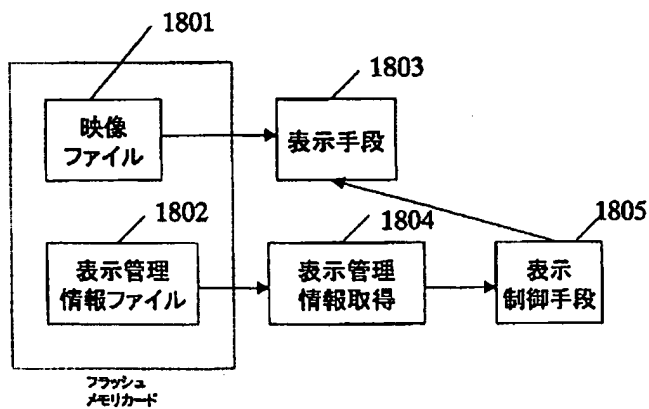 1801
映像
ファイル
1803
表示手段
1802
表示管理
情報ファイル
1804
表示管理
情報取得
1805
表示
制御手段
フラッシュ
メモリカード